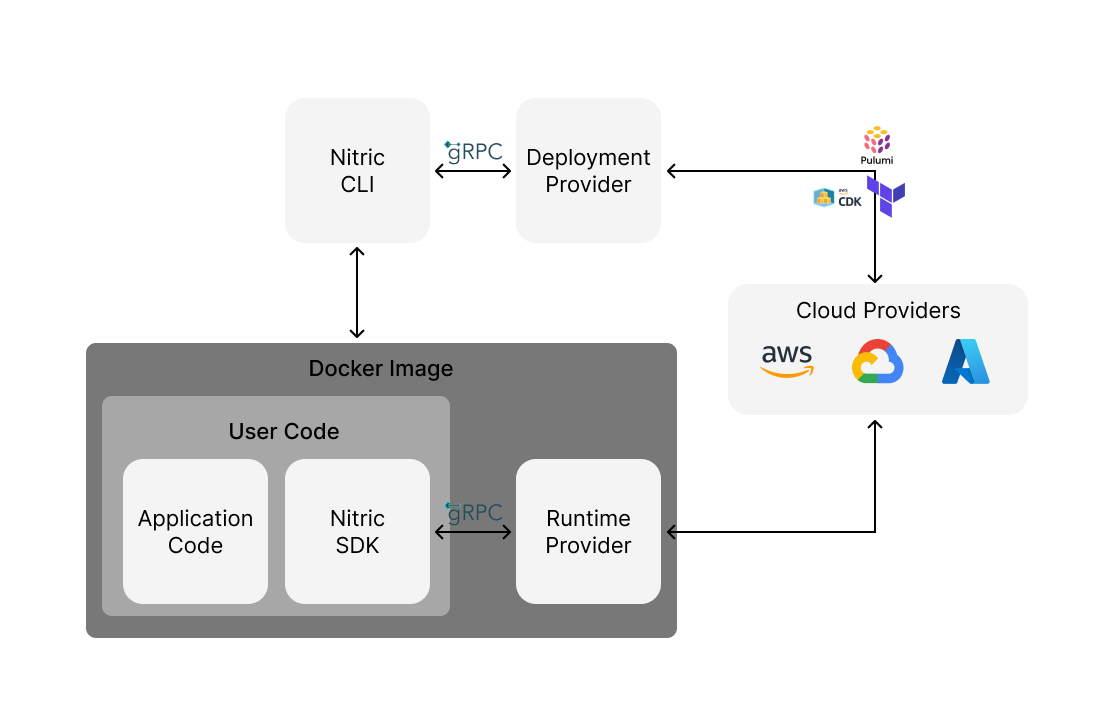 Nitric
CLI
gRPC
Deployment
Provider
Pulumi
aws
CDK
Cloud Providers
aws
Docker Image
User Code
Application
Code
Nitric
SDK
gRPC
Runtime
Provider